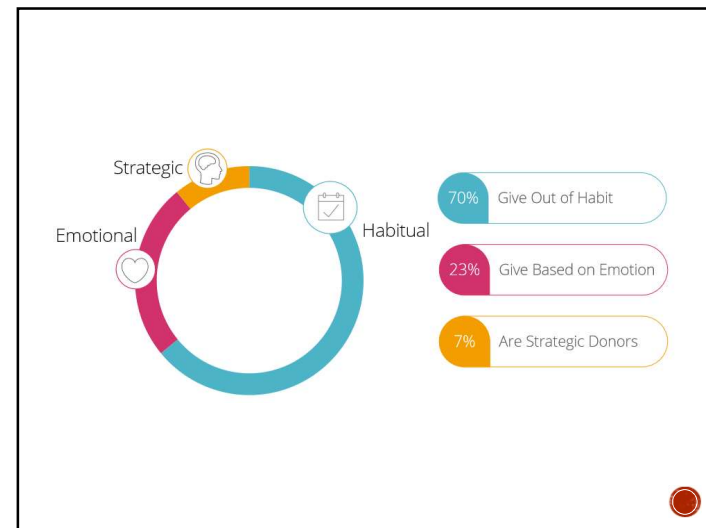 Strategic
Emotional
Habitual
70% Give Out of Habit
23% Give Based on Emotion
7% Are Strategic Donors